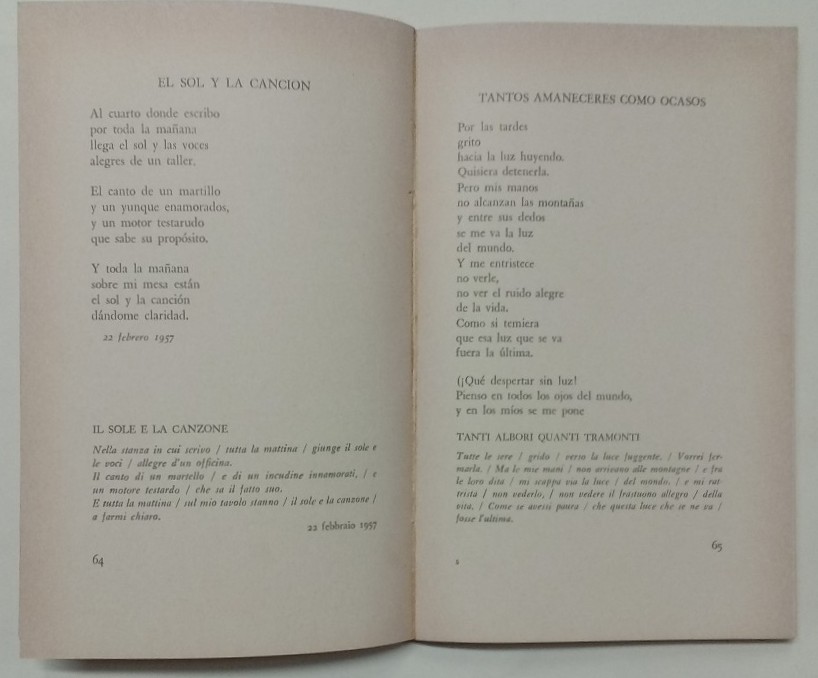 EL SOL Y LA CANCION
Al cuarto donde escribo
por toda la mañana
llega el sol y las voces
alegres de un taller.
El canto de un martillo
y un yunque enamorados,
y un motor testarudo
que sabe su propósito.
Y toda la mañana
sobre mi mesa están
el sol y la canción
dándome claridad.
22 febrero 1957
IL SOLE E LA CANZONE
Nella stanza in cui scrivo / tutta la mattina / giunge il sole e
le voci / allegre d'un officina.
Il canto di un martello / e di un incudine innamorati, / e
un motore testardo / che sa il fatto suo.
E tutta la mattina / sul mio tavolo stanno / il sole e la canzone /
a farmi chiaro.
22 febbraio 1957
64
TANTOS AMANECERES COMO OCASOS
Por las tardes
grito
hacia la luz huyendo.
Quisiera detenerla.
Pero mis manos
no alcanzan las montañas
y entre sus dedos
se me va la luz
del mundo.
Y me entristece
no verle,
no ver el ruido alegre
de la vida.
Como si temiera
que esa luz que se va
fuera la última.
(¡Qué despertar sin luz!
Pienso en todos los ojos del mundo,
y en los míos se me pone
TANTI ALBORI QUANTI TRAMONTI
Tutte le sere / grido / verso la luce fuggente. / Vorrei fer-
marla. / Ma le mie mani / non arrivano alle montagne / e fra
le loro dita / mi scappa via la luce / del mondo. / e mi rat-
trista / non vederlo, / non vedere il frastuono allegro / della
vita. / Come se avessi paura / che questa luce che se ne va /
fosse l'ultima.
65